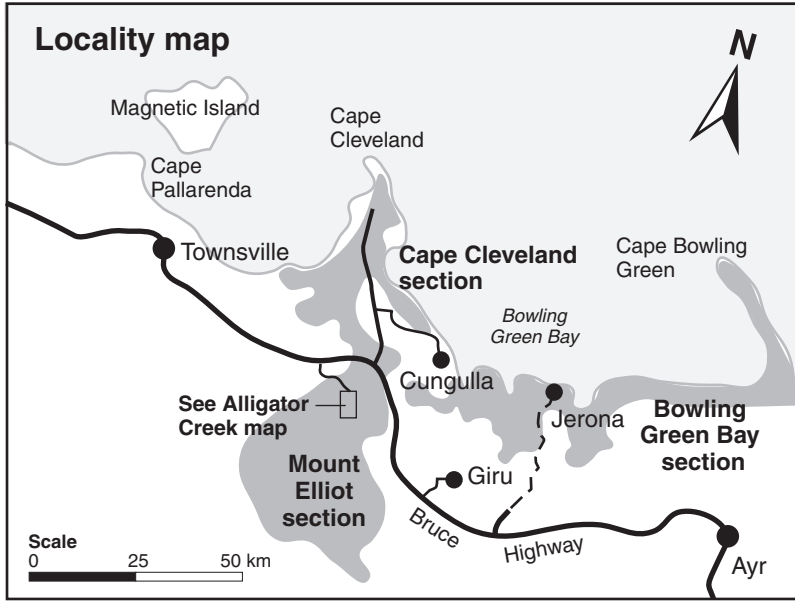 Locality map
N
Magnetic Island
Cape
Cleveland
Cape
Pallarenda
Townsville
Cape Cleveland
section
Cape Bowling
Green
Bowling
Green Bay
Cungulla
See Alligator
Creek map
Jerona
Bowling
Green Bay
section
Mount
Elliot
section
Giru
Bruce
Highway
Ayr
Scale
0 25 50 km